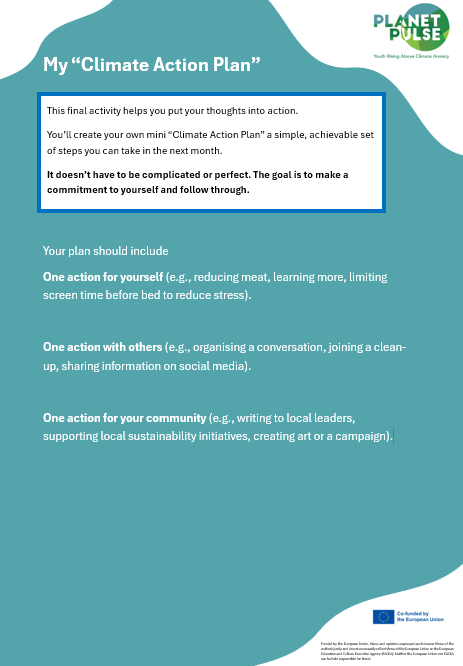 PLANET
PULSE
Youth Rising Above Climate Anxiety
My “Climate Action Plan”
This final activity helps you put your thoughts into action.
You’ll create your own mini “Climate Action Plan” a simple, achievable set
of steps you can take in the next month.
It doesn’t have to be complicated or perfect. The goal is to make a
commitment to yourself and follow through.
Your plan should include
One action for yourself (e.g., reducing meat, learning more, limiting
screen time before bed to reduce stress).
One action with others (e.g., organising a conversation, joining a clean-
up, sharing information on social media).
One action for your community (e.g., writing to local leaders,
supporting local sustainability initiatives, creating art or a campaign).
Co-funded by
the European Union
Funded by the European Union. Views and opinions expressed are however those of the
author(s) only and do not necessarily reflect those of the European Union or the European
Education and Culture Executive Agency (EACEA). Neither the European Union nor EACEA
can be held responsible for them.